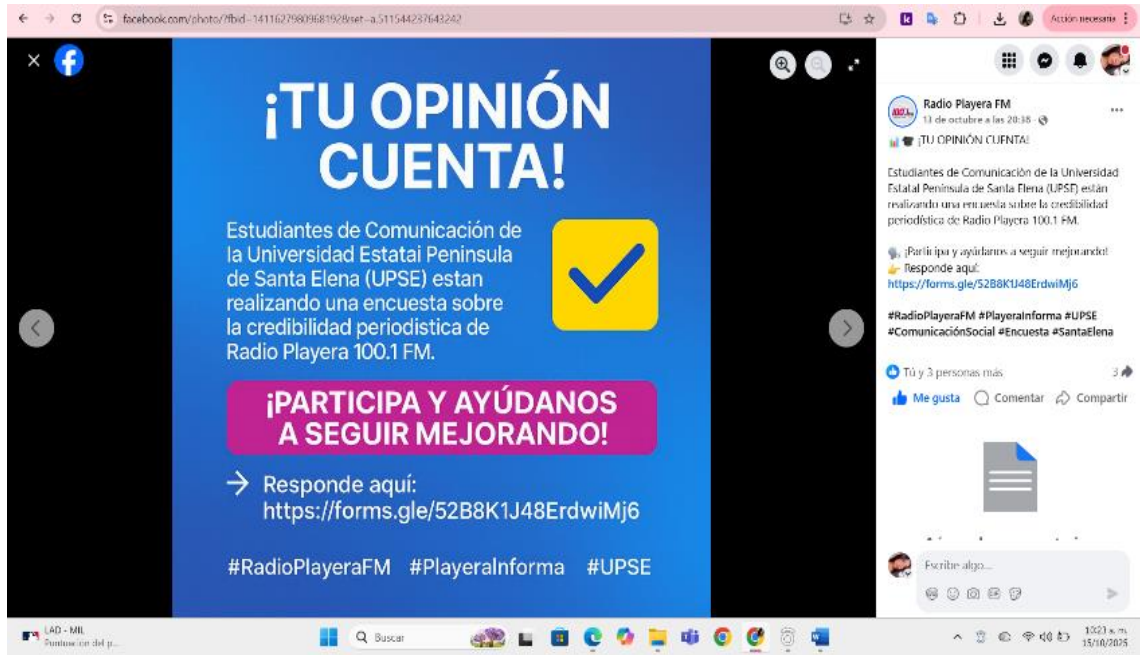 facebook.com/photo/?fbid=1411627980968192&set=a.511544237643242
Acción necesaria
¡TU OPINIÓN
CUENTA!
Estudiantes de Comunicación de
la Universidad Estatai Peninsula
de Santa Elena (UPSE) estan
realizando una encuesta sobre
la credibilidad periodistica de
Radio Playera 100.1 FM.
¡PARTICIPA Y AYÚDANOS
A SEGUIR MEJORANDO!
→ Responde aquí:
https://forms.gle/52B8K1J48ErdwiMj6
#RadioPlayeraFM #PlayeraInforma #UPSE
Radio Playera FM
13 de octubre a las 20:38
¡TU OPINIÓN CUENTA!
Estudiantes de Comunicación de la Universidad
Estatal Península de Santa Elena (UPSE) están
realizando una encuesta sobre la credibilidad
periodística de Radio Playera 100.1 FM.
¡Participa y ayúdanos a seguir mejorando!
Responde aquí:
https://forms.gle/52B8K1J48ErdwiMj6
#RadioPlayeraFM #PlayeraInforma #UPSE
#ComunicaciónSocial #Encuesta #SantaElena
Tú y 3 personas más 3
Me gusta Comentar Compartir
Escribe algo...
LAD - MIL
Puntuación del p...
Buscar
10:21 a. m.
15/10/2025